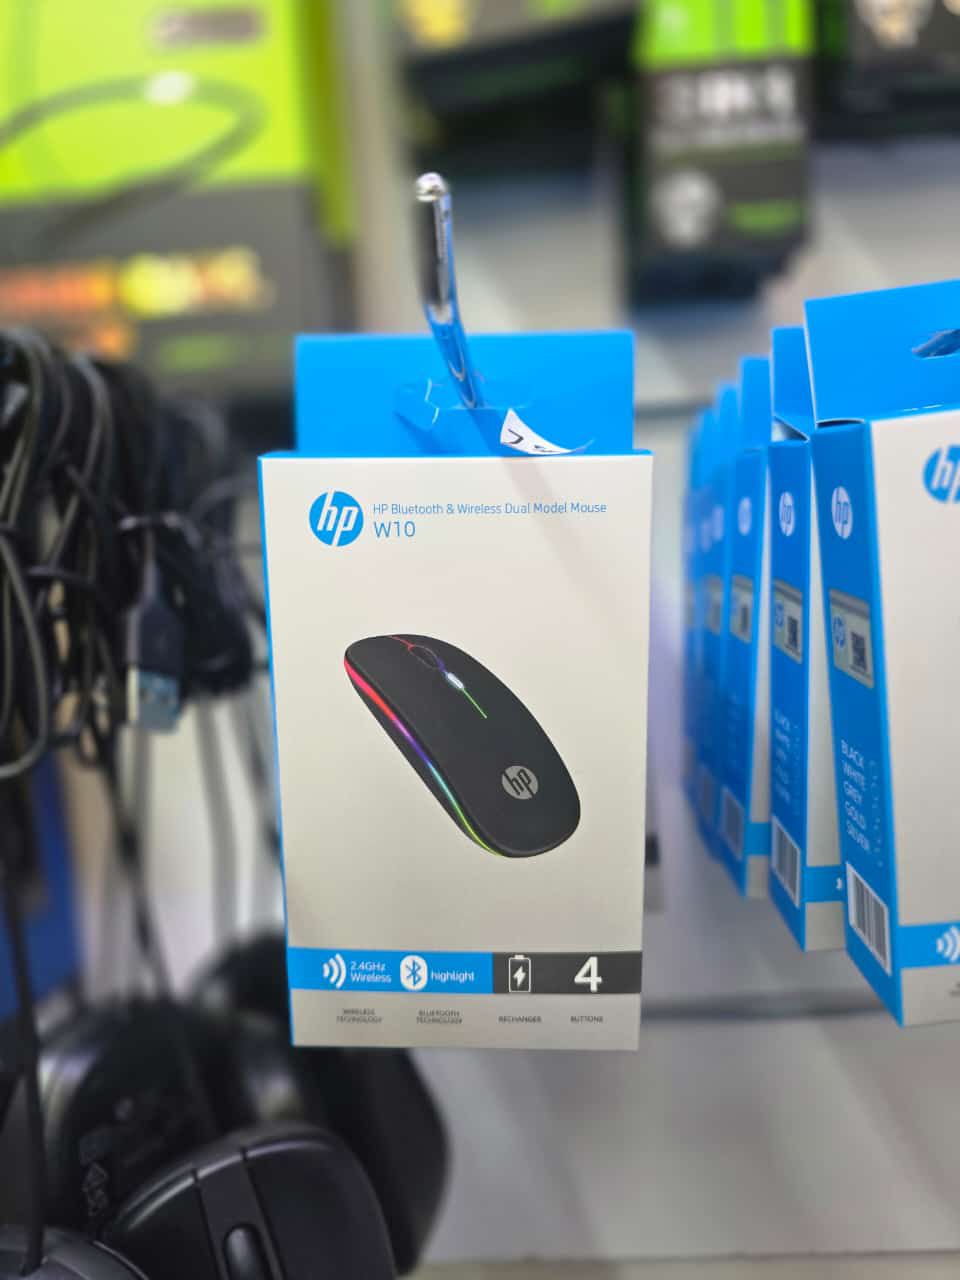 hp
HP Bluetooth & Wireless Dual Model Mouse
W10
hp
2.4GHz
Wireless
highlight
4
WIRELESS
TECHNOLOGY
BLUETOOTH
TECHNOLOGY
RECHANGER
BUTTONS
hp
hp
hp
BLACK
WHITE
GREY
GOLD
SILVER